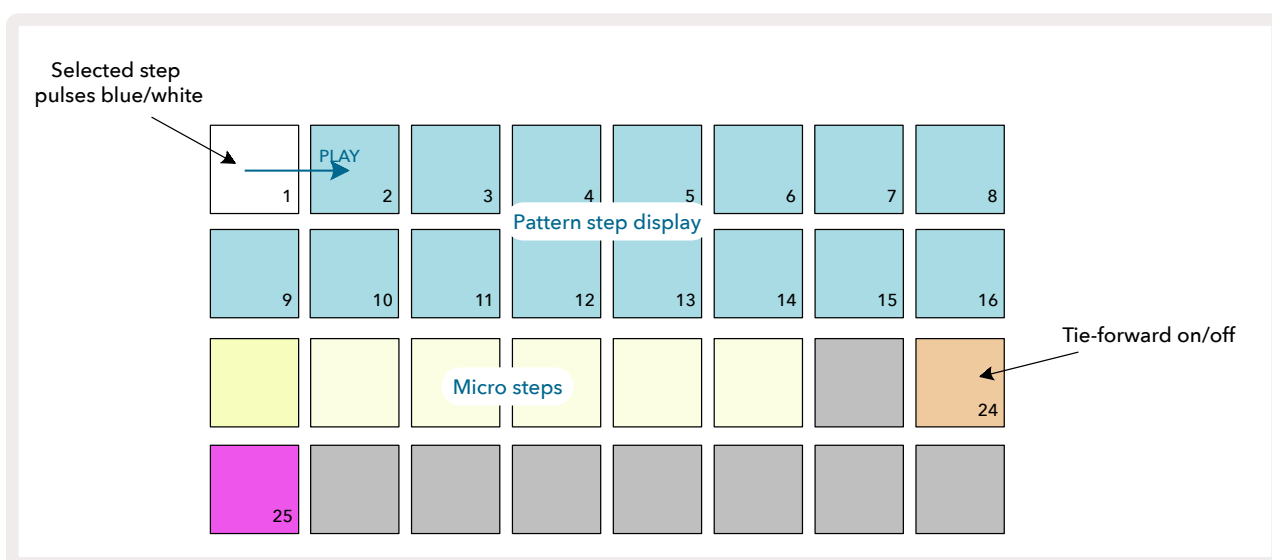 Selected step
pulses blue/white
PLAY
1 2 3 4 5 6 7 8
Pattern step display
9 10 11 12 13 14 15 16
Tie-forward on/off
Micro steps
24
25